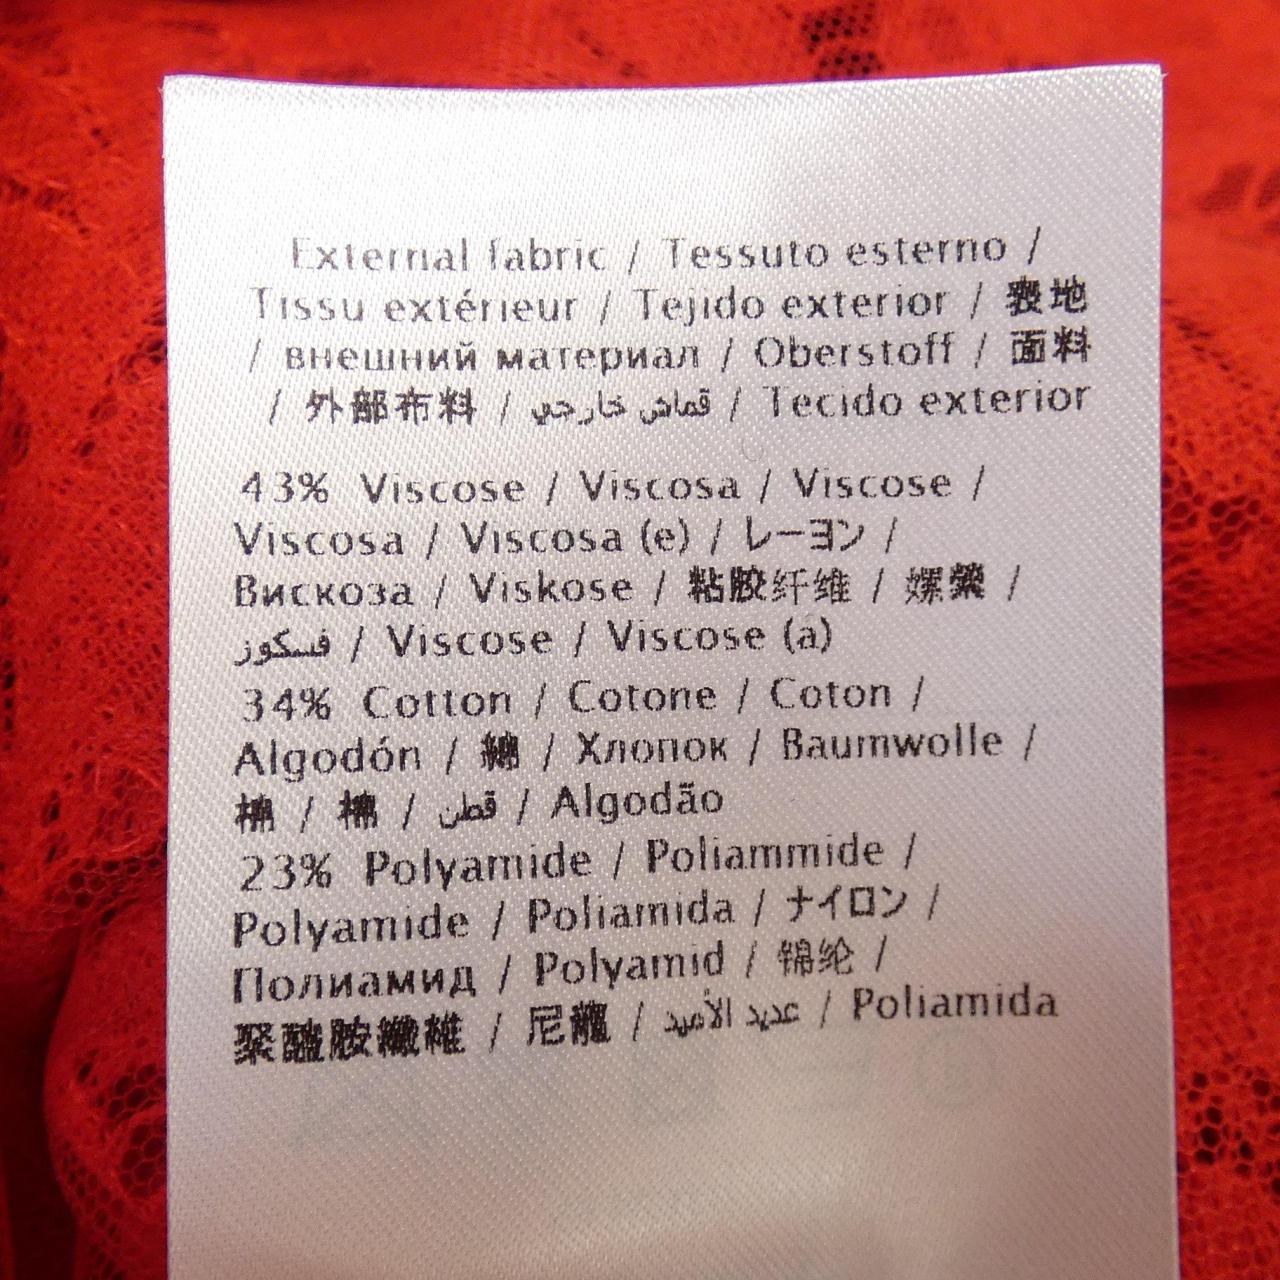 External fabric / Tessuto esterno /
Tissu extérieur / Tejido exterior / 表地
/ внешний материал / Oberstoff / 面料
/ 外部布料 / قماش خارجي / Tecido exterior
43% Viscose / Viscosa / Viscose /
Viscosa / Viscosa (e) / レーヨン /
Вискоза / Viskose / 粘胶纤维 / 嫘縈 /
فسكوز / Viscose / Viscose (a)
34% Cotton / Cotone / Coton /
Algodón / 綿 / Хлопок / Baumwolle /
棉 / 棉 / قطن / Algodão
23% Polyamide / Poliammide /
Polyamide / Poliamida / ナイロン /
Полиамид / Polyamid / 锦纶 /
聚醯胺纖維 / 尼龍 / عديد الأميد / Poliamida